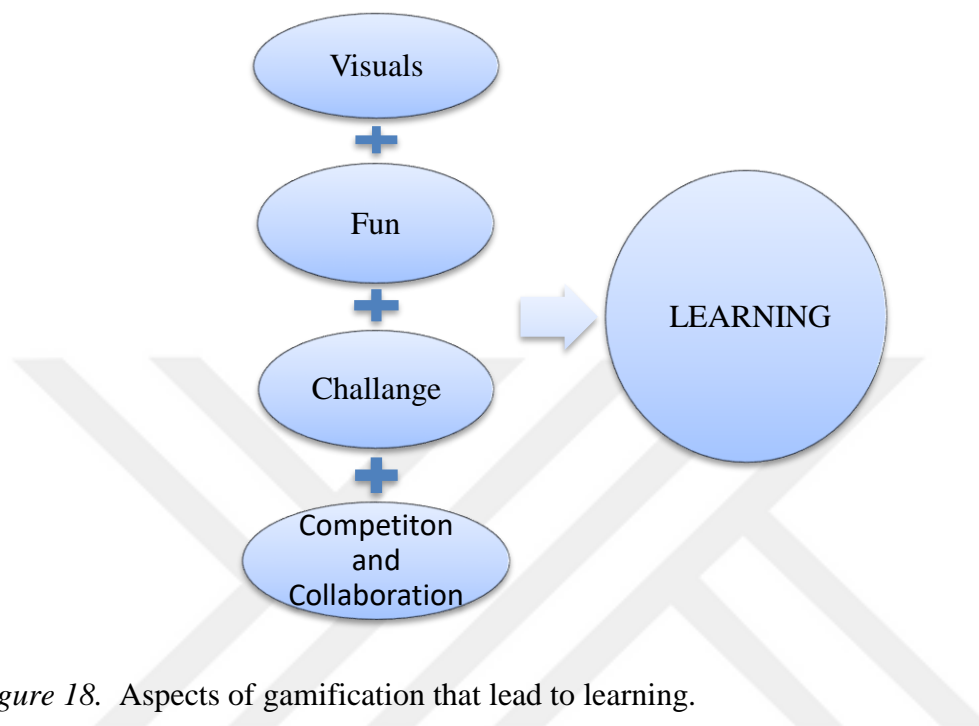 Visuals
Fun
Challange
Competiton
and
Collaboration
LEARNING
gure 18. Aspects of gamification that lead to learning.